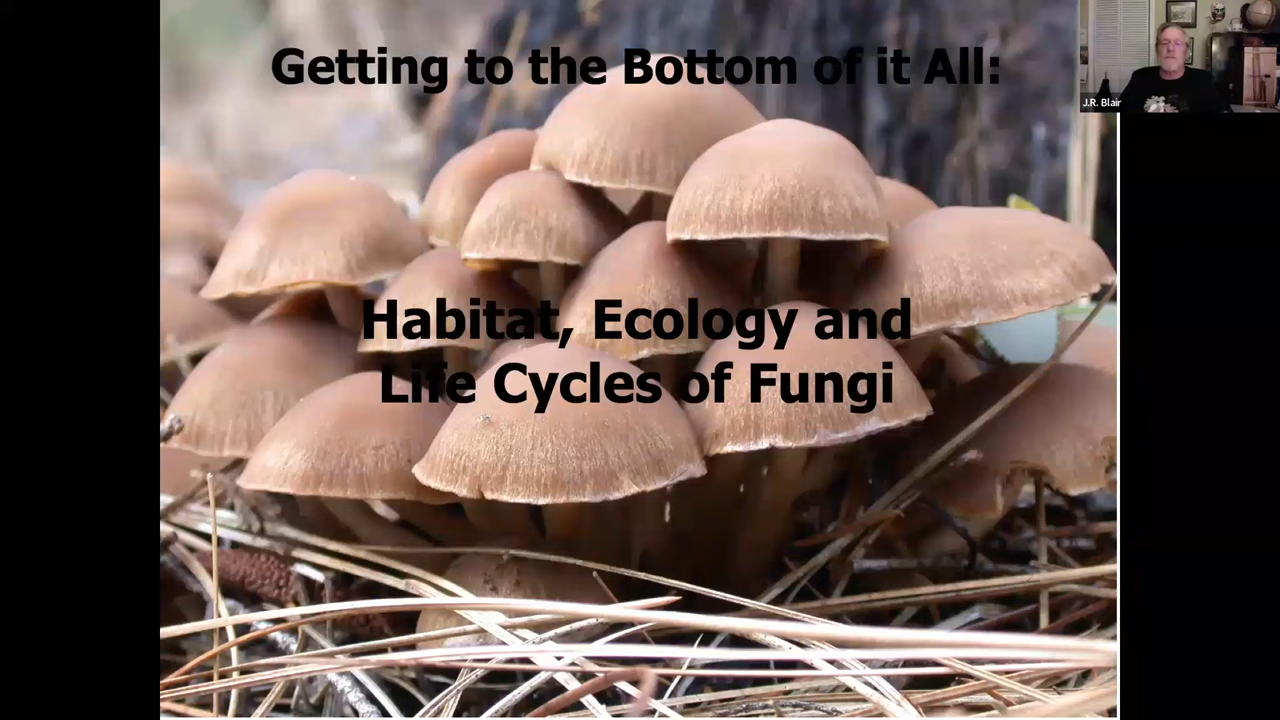 Getting to the Bottom of it All:
J.R. Blair
Habitat, Ecology and
Life Cycles of Fungi